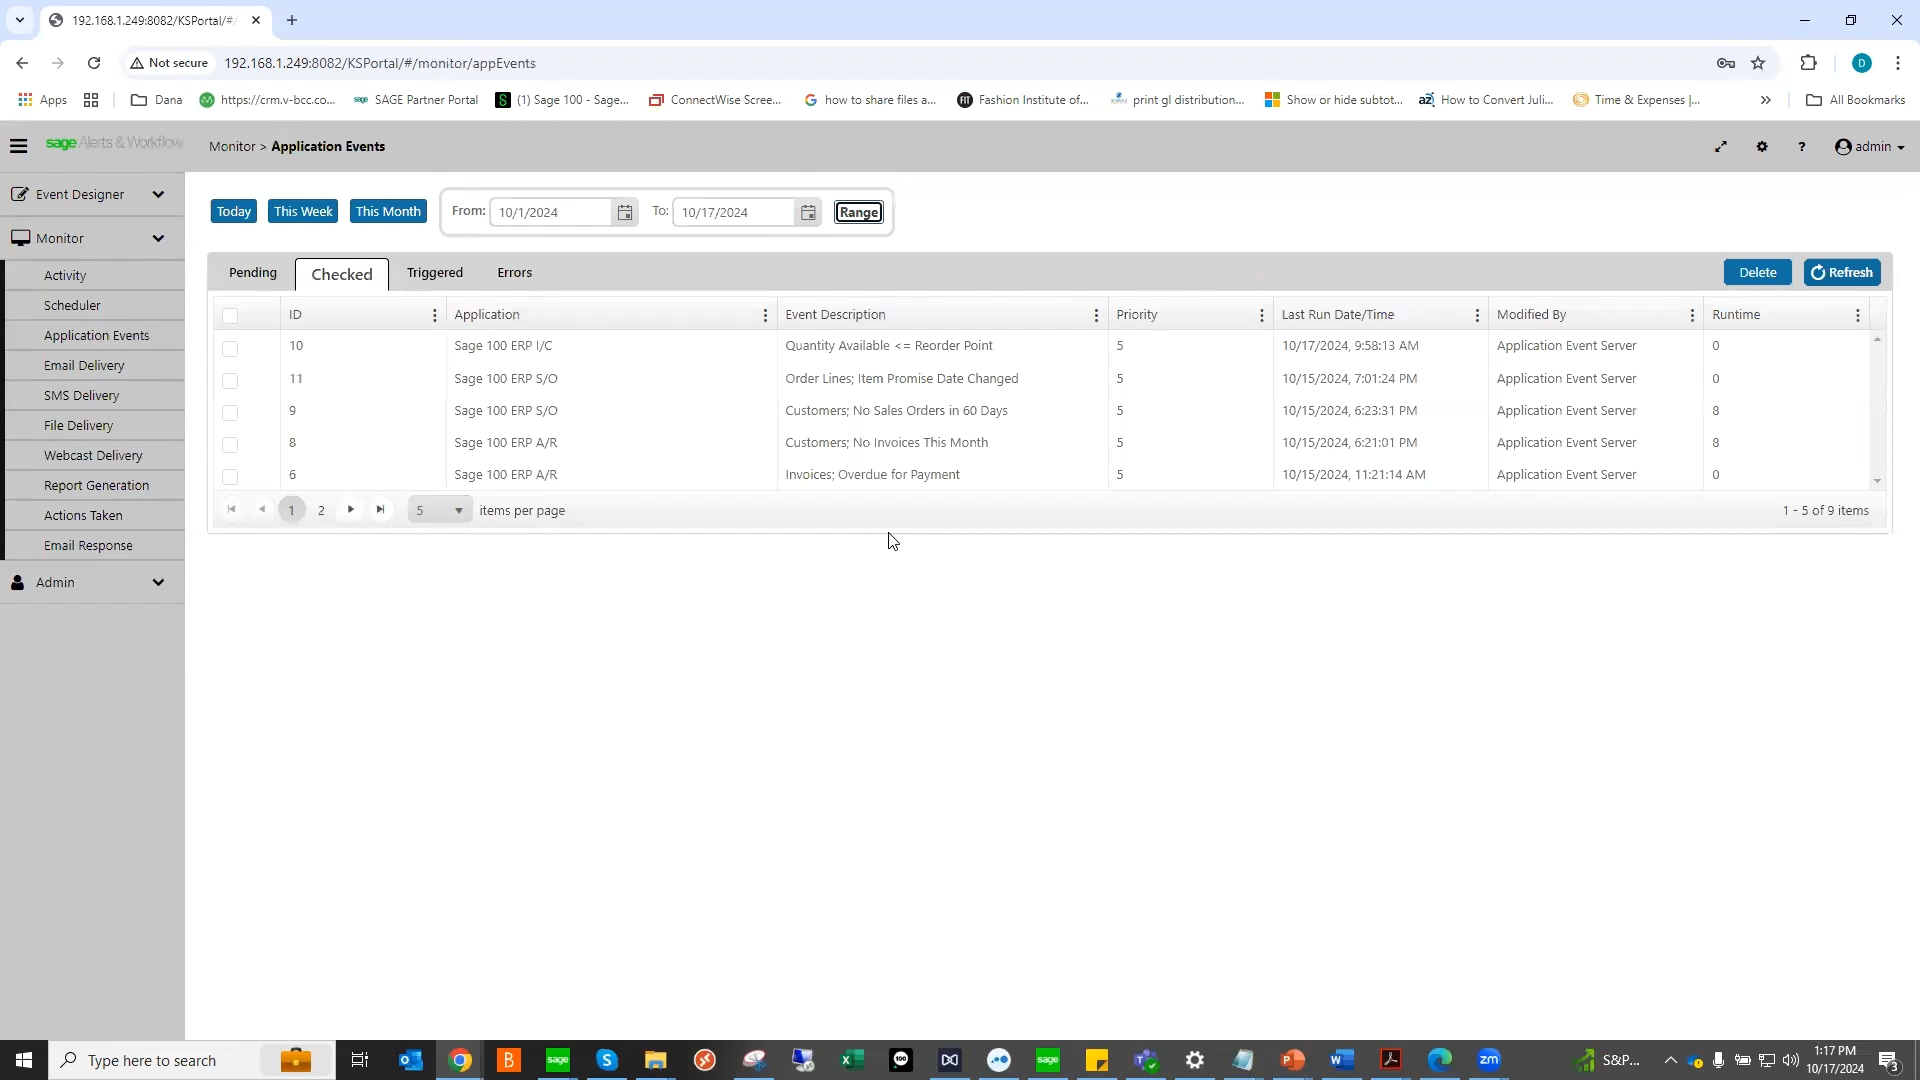 192.168.1.249:8082/KSPortal/#/
Not secure 192.168.1.249:8082/KSPortal/#/monitor/appEvents
D
Apps Dana https://crm.v-bcc.co... SAGE Partner Portal (1) Sage 100 - Sage... ConnectWise Scree... how to share files a... Fashion Institute of... print gl distribution... Show or hide subtot... How to Convert Juli... Time & Expenses |... » All Bookmarks
sage Alerts & Workflow Monitor > Application Events ? admin
Event Designer
Monitor
Activity
Scheduler
Application Events
Email Delivery
SMS Delivery
File Delivery
Webcast Delivery
Report Generation
Actions Taken
Email Response
Admin
Today This Week This Month From: 10/1/2024 To: 10/17/2024 Range
Pending Checked Triggered Errors Delete Refresh
ID Application Event Description Priority Last Run Date/Time Modified By Runtime
10 Sage 100 ERP I/C Quantity Available <= Reorder Point 5 10/17/2024, 9:58:13 AM Application Event Server 0
11 Sage 100 ERP S/O Order Lines; Item Promise Date Changed 5 10/15/2024, 7:01:24 PM Application Event Server 0
9 Sage 100 ERP S/O Customers; No Sales Orders in 60 Days 5 10/15/2024, 6:23:31 PM Application Event Server 8
8 Sage 100 ERP A/R Customers; No Invoices This Month 5 10/15/2024, 6:21:01 PM Application Event Server 8
6 Sage 100 ERP A/R Invoices; Overdue for Payment 5 10/15/2024, 11:21:14 AM Application Event Server 0
1 2 5 items per page 1 - 5 of 9 items
Type here to search
S&P...
1:17 PM
10/17/2024
3